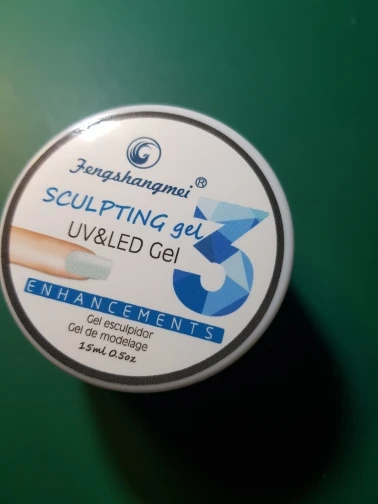 Fengshangmei®
SCULPTING gel
UV&LED Gel
3
ENHANCEMENTS
Gel esculpidor
Gel de modelage
15ml 0.5oz